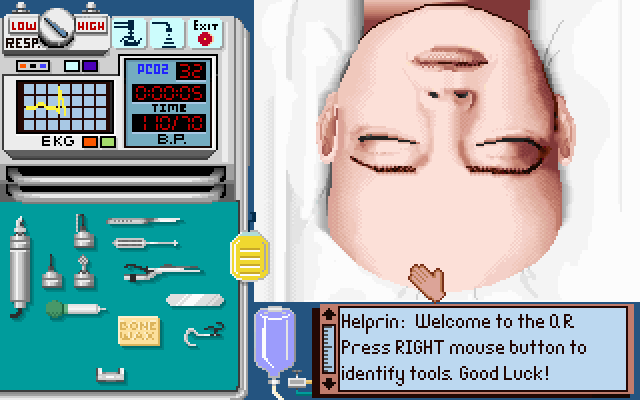 LOW HIGH EXIT
RESP.
PCO2 32
0:00:05
TIME
110/70
EKG B.P.
BONE
WAX
Helprin: Welcome to the O.R.
Press RIGHT mouse button to
identify tools. Good Luck!